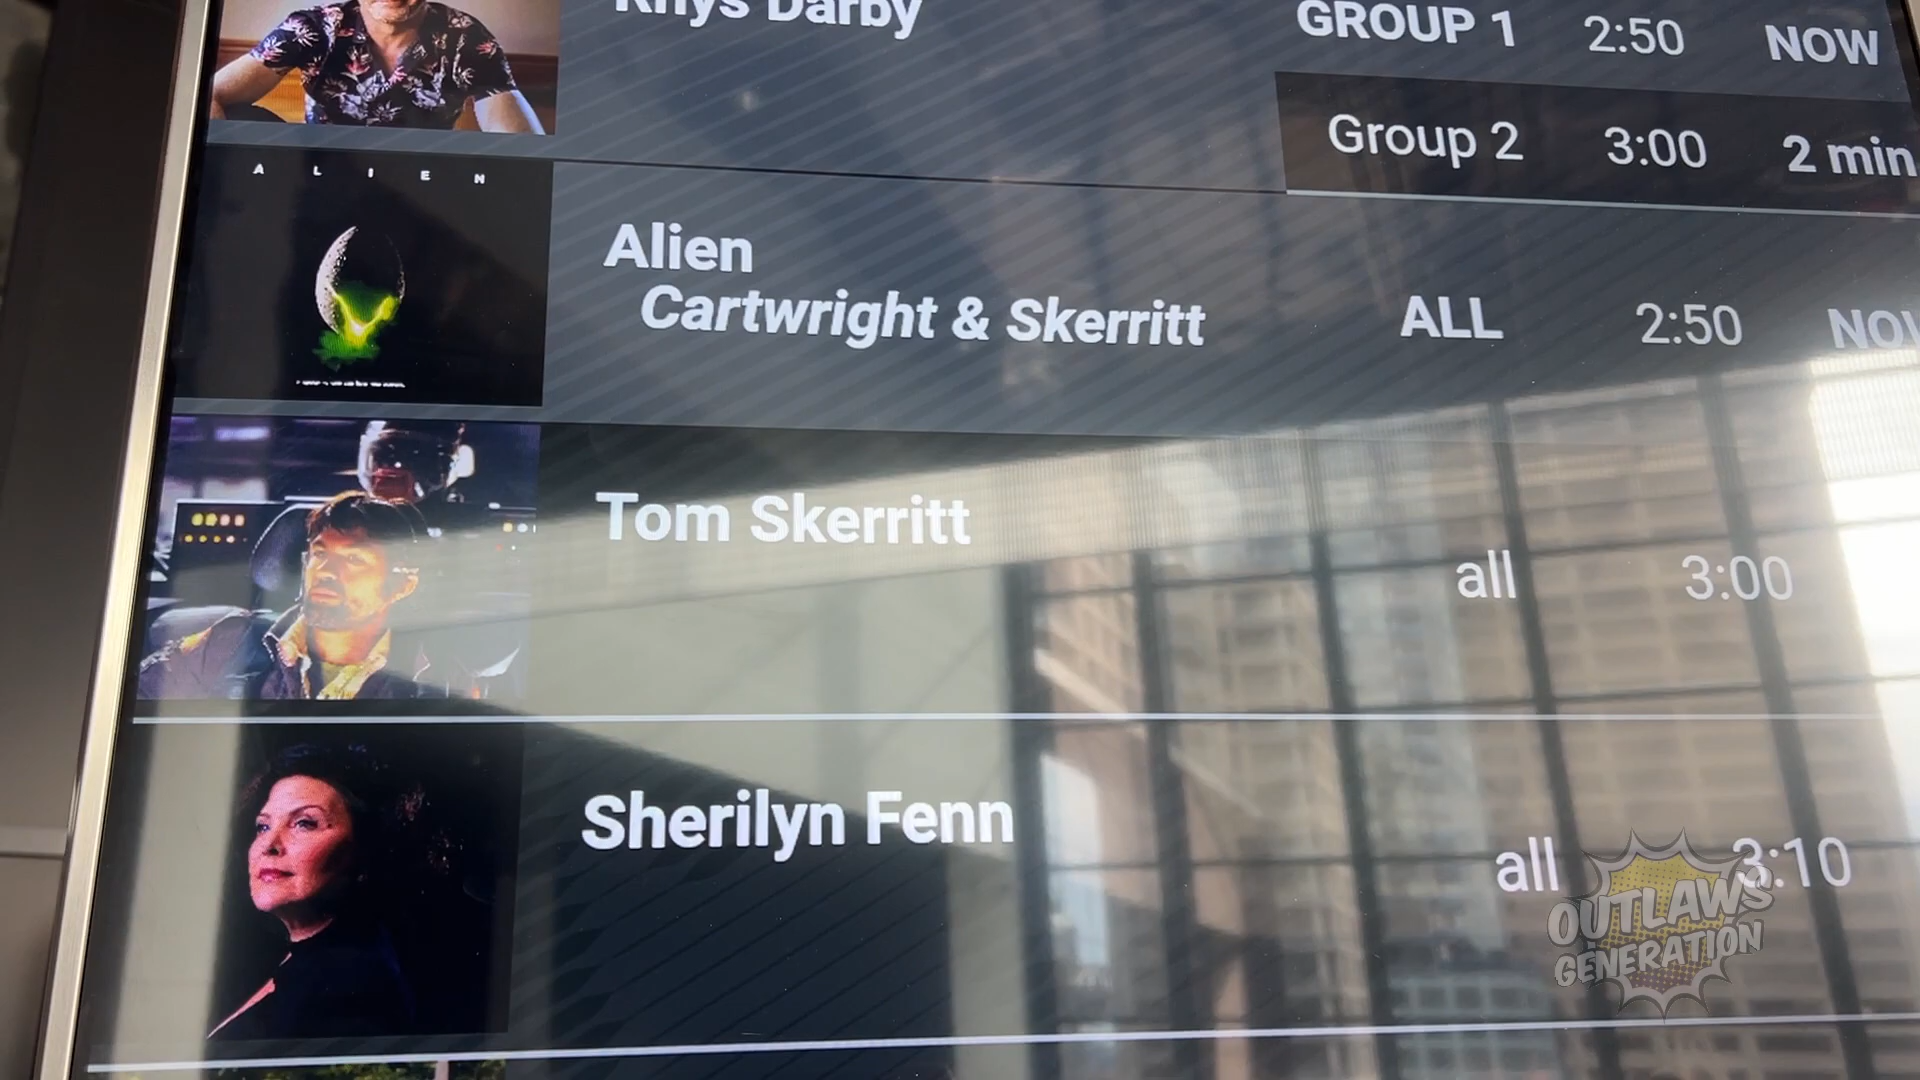 Rhys Darby
GROUP 1 2:50 NOW
Group 2 3:00 2 min
A L I E N
Alien
Cartwright & Skerritt
ALL 2:50
Tom Skerritt
all 3:00
Sherilyn Fenn
all 3:10
OUTLAWS
GENERATION